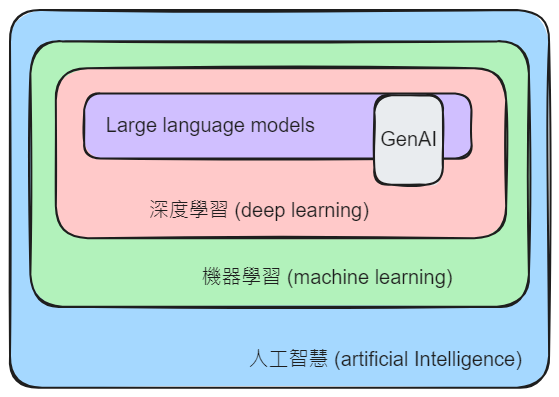 Large language models
GenAI
深度學習 (deep learning)
機器學習 (machine learning)
人工智慧 (artificial Intelligence)